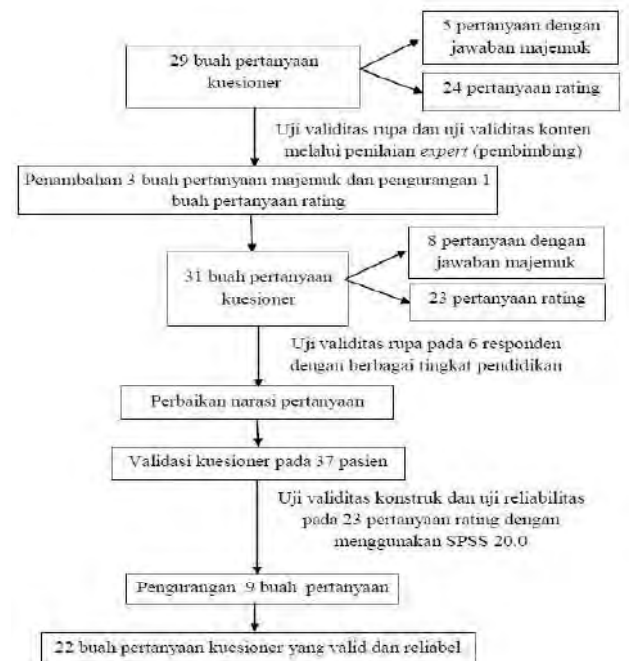 5 pertanyaan dengan
jawaban majemuk
29 buah pertanyaan
kuesioner
24 pertanyaan rating
Uji validitas rupa dan uji validitas konten
melalui penilaian expert (pembimbing)
Penambahan 3 buah pertanyaan majemuk dan pengurangan 1
buah pertanyaan rating
8 pertanyaan dengan
jawaban majemuk
31 buah pertanyaan
kuesioner
23 pertanyaan rating
Uji validitas rupa pada 6 responden
dengan berbagai tingkat pendidikan
Perbaikan narasi pertanyaan
Validasi kuesioner pada 37 pasien
Uji validitas konstruk dan uji reliabilitas
pada 23 pertanyaan rating dengan
menggunakan SPSS 20.0
Pengurangan 9 buah pertanyaan
22 buah pertanyaan kuesioner yang valid dan reliabel